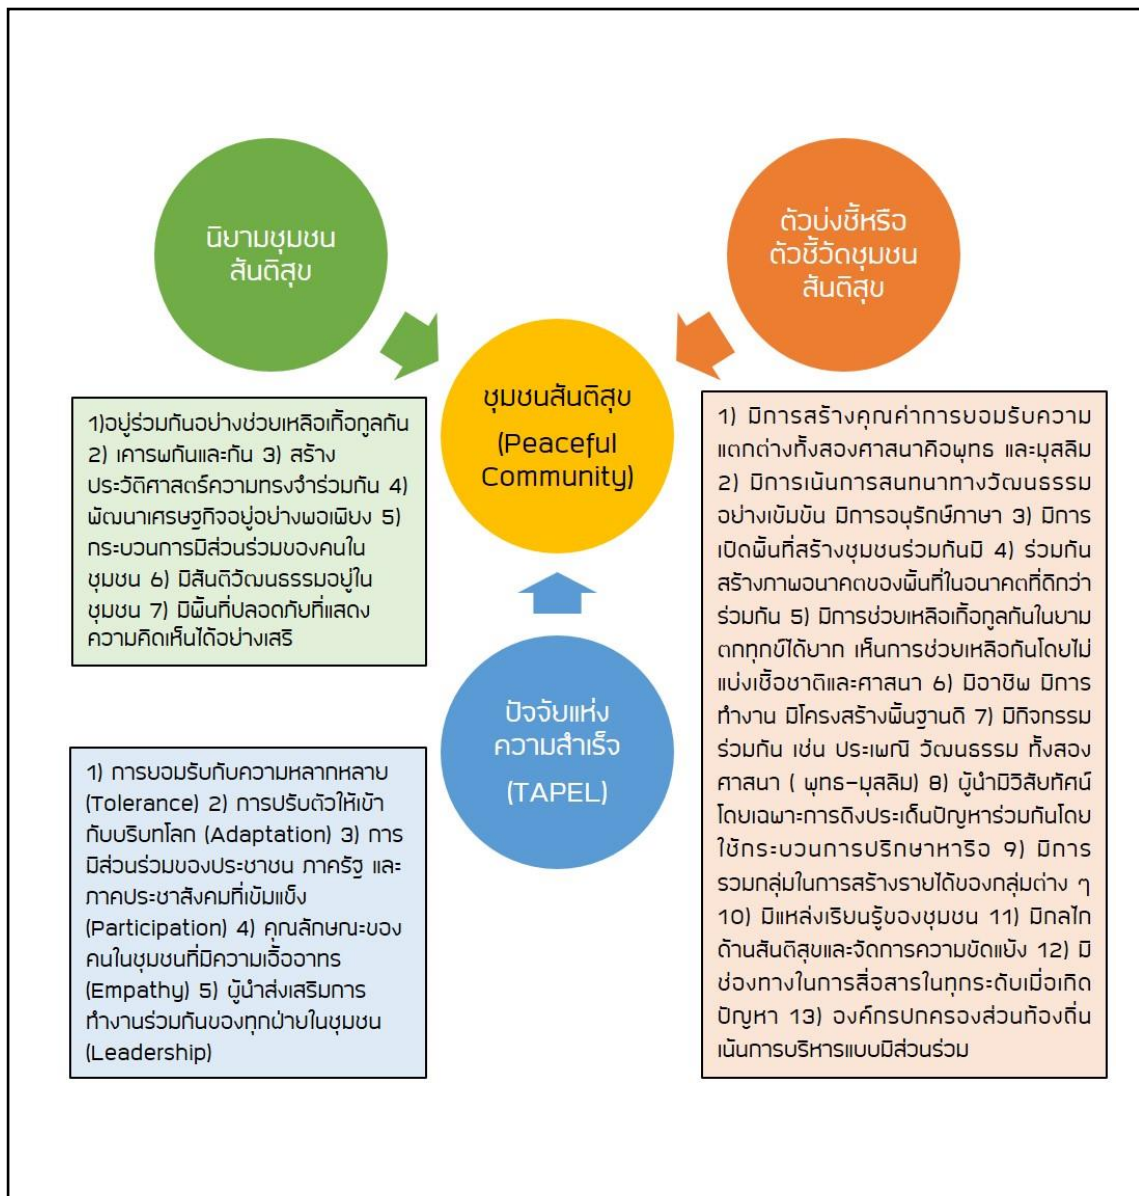 นิยามชุมชน
สันติสุข
ตัวบ่งชี้หรือ
ตัวชี้วัดชุมชน
สันติสุข
ชุมชนสันติสุข
(Peaceful
Community)
1)อยู่ร่วมกันอย่างช่วยเหลือเกื้อกูลกัน
2) เคารพกันและกัน 3) สร้าง
ประวัติศาสตร์ความทรงจำร่วมกัน 4)
พัฒนาเศรษฐกิจอยู่อย่างพอเพียง 5)
กระบวนการมีส่วนร่วมของคนใน
ชุมชน 6) มีสันติวัฒนธรรมอยู่ใน
ชุมชน 7) มีพื้นที่ปลอดภัยที่แสดง
ความคิดเห็นได้อย่างเสรี
ปัจจัยแห่ง
ความสำเร็จ
(TAPEL)
1) การยอมรับกับความหลากหลาย
(Tolerance) 2) การปรับตัวให้เข้า
กับบริบทโลก (Adaptation) 3) การ
มีส่วนร่วมของประชาชน ภาครัฐ และ
ภาคประชาสังคมที่เข้มแข็ง
(Participation) 4) คุณลักษณะของ
คนในชุมชนที่มีความเอื้ออาทร
(Empathy) 5) ผู้นำส่งเสริมการ
ทำงานร่วมกันของทุกฝ่ายในชุมชน
(Leadership)
1) มีการสร้างคุณค่าการยอมรับความ
แตกต่างทั้งสองศาสนาคือพุทธ และมุสลิม
2) มีการเน้นการสนทนาทางวัฒนธรรม
อย่างเข้มข้น มีการอนุรักษ์ภาษา 3) มีการ
เปิดพื้นที่สร้างชุมชนร่วมกันมี 4) ร่วมกัน
สร้างภาพอนาคตของพื้นที่ในอนาคตที่ดีกว่า
ร่วมกัน 5) มีการช่วยเหลือเกื้อกูลกันในยาม
ตกทุกข์ได้ยาก เห็นการช่วยเหลือกันโดยไม่
แบ่งเชื้อชาติและศาสนา 6) มีอาชีพ มีการ
ทำงาน มีโครงสร้างพื้นฐานดี 7) มีกิจกรรม
ร่วมกัน เช่น ประเพณี วัฒนธรรม ทั้งสอง
ศาสนา ( พุทธ-มุสลิม) 8) ผู้นำมีวิสัยทัศน์
โดยเฉพาะการดึงประเด็นปัญหาร่วมกันโดย
ใช้กระบวนการปรึกษาหารือ 9) มีการ
รวมกลุ่มในการสร้างรายได้ของกลุ่มต่าง ๆ
10) มีแหล่งเรียนรู้ของชุมชน 11) มีกลไก
ด้านสันติสุขและจัดการความขัดแย้ง 12) มี
ช่องทางในการสื่อสารในทุกระดับเมื่อเกิด
ปัญหา 13) องค์กรปกครองส่วนท้องถิ่น
เน้นการบริหารแบบมีส่วนร่วม